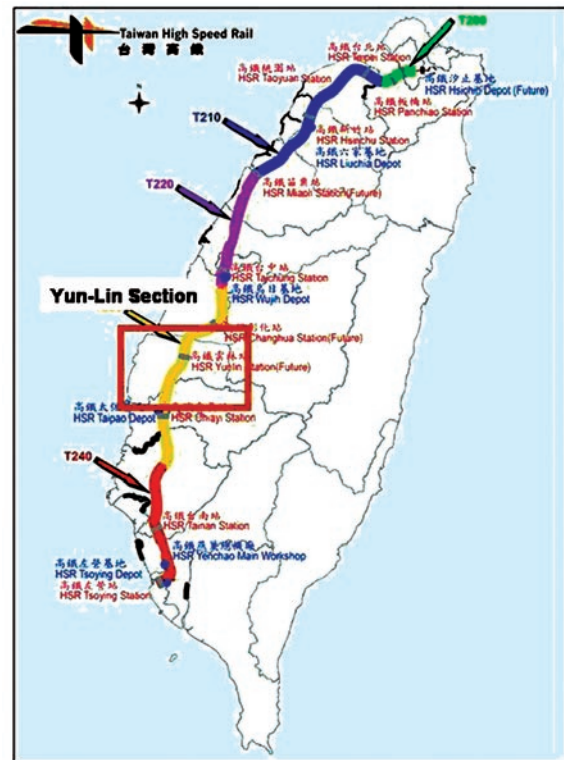 Taiwan High Speed Rail
台灣高鐵
T200
高鐵台北站
HSR Taipei Station
高鐵桃園站
HSR Taoyuan Station
高鐵汐止基地
HSR Hsichih Depot (Future)
高鐵板橋站
HSR Panchiao Station
T210
高鐵新竹站
HSR Hsinchu Station
高鐵六家基地
HSR Liuchia Depot
T220
高鐵苗栗站
HSR Miaoli Station(Future)
高鐵台中站
HSR Taichung Station
高鐵烏日基地
HSR Wujih Depot
Yun-Lin Section
彰化站
HSR Changhua Station(Future)
高鐵雲林站
HSR Yunlin Station(Future)
HSR Taipao Depot
HSR Chiayi Station
T240
高鐵台南站
HSR Tainan Station
HSR Yenchao Main Workshop
高鐵左營基地
HSR Tsoying Depot
高鐵左營站
HSR Tsoying Station